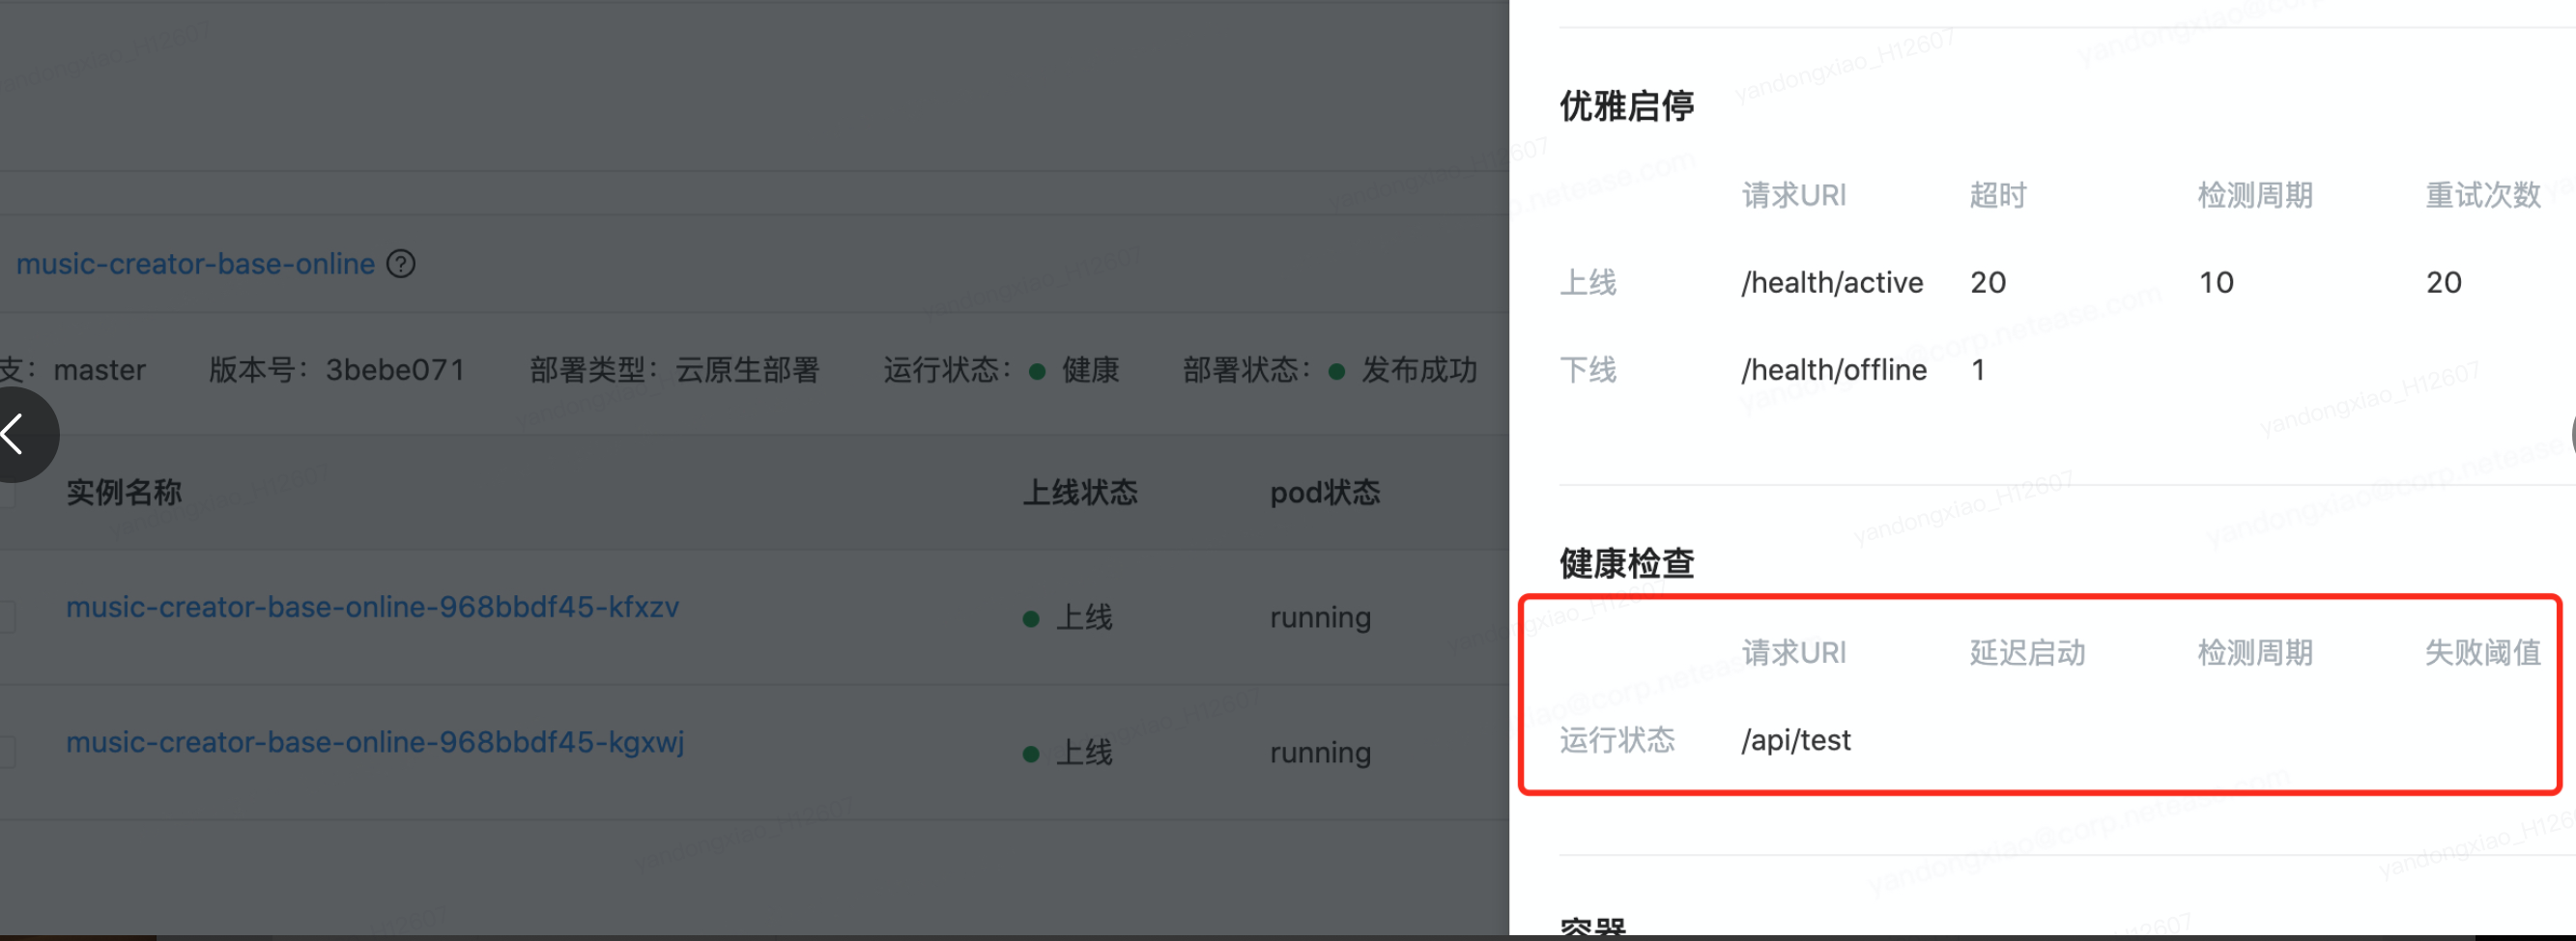 music-creator-base-online ?
支： master 版本号： 3bebe071 部署类型： 云原生部署 运行状态： 健康 部署状态： 发布成功
实例名称 上线状态 pod状态
music-creator-base-online-968bbdf45-kfxzv 上线 running
music-creator-base-online-968bbdf45-kgxwj 上线 running
优雅启停
请求URI 超时 检测周期 重试次数
上线 /health/active 20 10 20
下线 /health/offline 1
健康检查
请求URI 延迟启动 检测周期 失败阈值
运行状态 /api/test
容器
yandongxiao_H12607
yandongxiao@corp.netease.com